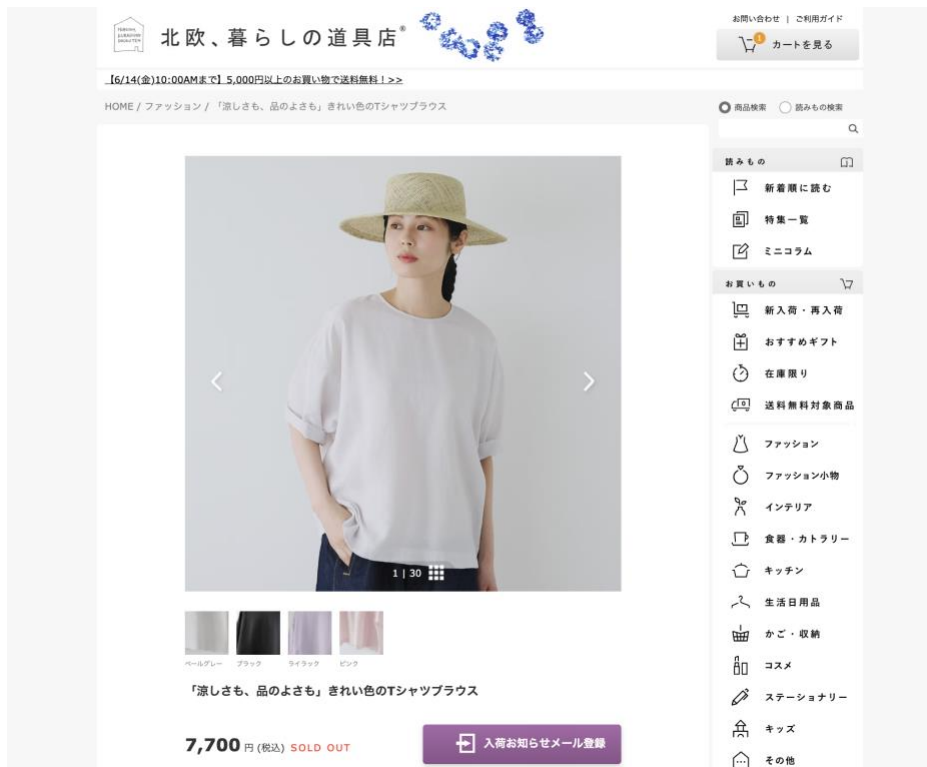 北欧、暮らしの道具店®
お問い合わせ | ご利用ガイド
1
カートを見る
【6/14(金)10:00AMまで】5,000円以上のお買い物で送料無料！>>
HOME / ファッション / 「涼しさも、品のよさも」きれい色のTシャツブラウス
商品検索 読みもの検索
読みもの
新着順に読む
特集一覧
ミニコラム
お買いもの
新入荷・再入荷
おすすめギフト
在庫限り
送料無料対象商品
ファッション
ファッション小物
インテリア
食器・カトラリー
キッチン
生活日用品
かご・収納
コスメ
ステーショナリー
キッズ
その他
1 | 30
ペールグレー ブラック ライラック ピンク
「涼しさも、品のよさも」きれい色のTシャツブラウス
7,700 円 (税込) SOLD OUT
入荷お知らせメール登録